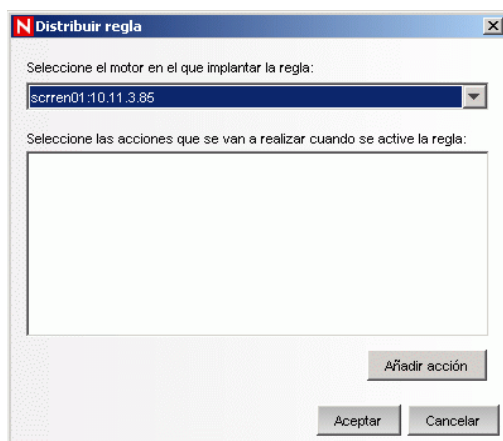 N Distribuir regla
Seleccione el motor en el que implantar la regla:
scrren01:10.11.3.85
Seleccione las acciones que se van a realizar cuando se active la regla:
Añadir acción
Aceptar
Cancelar